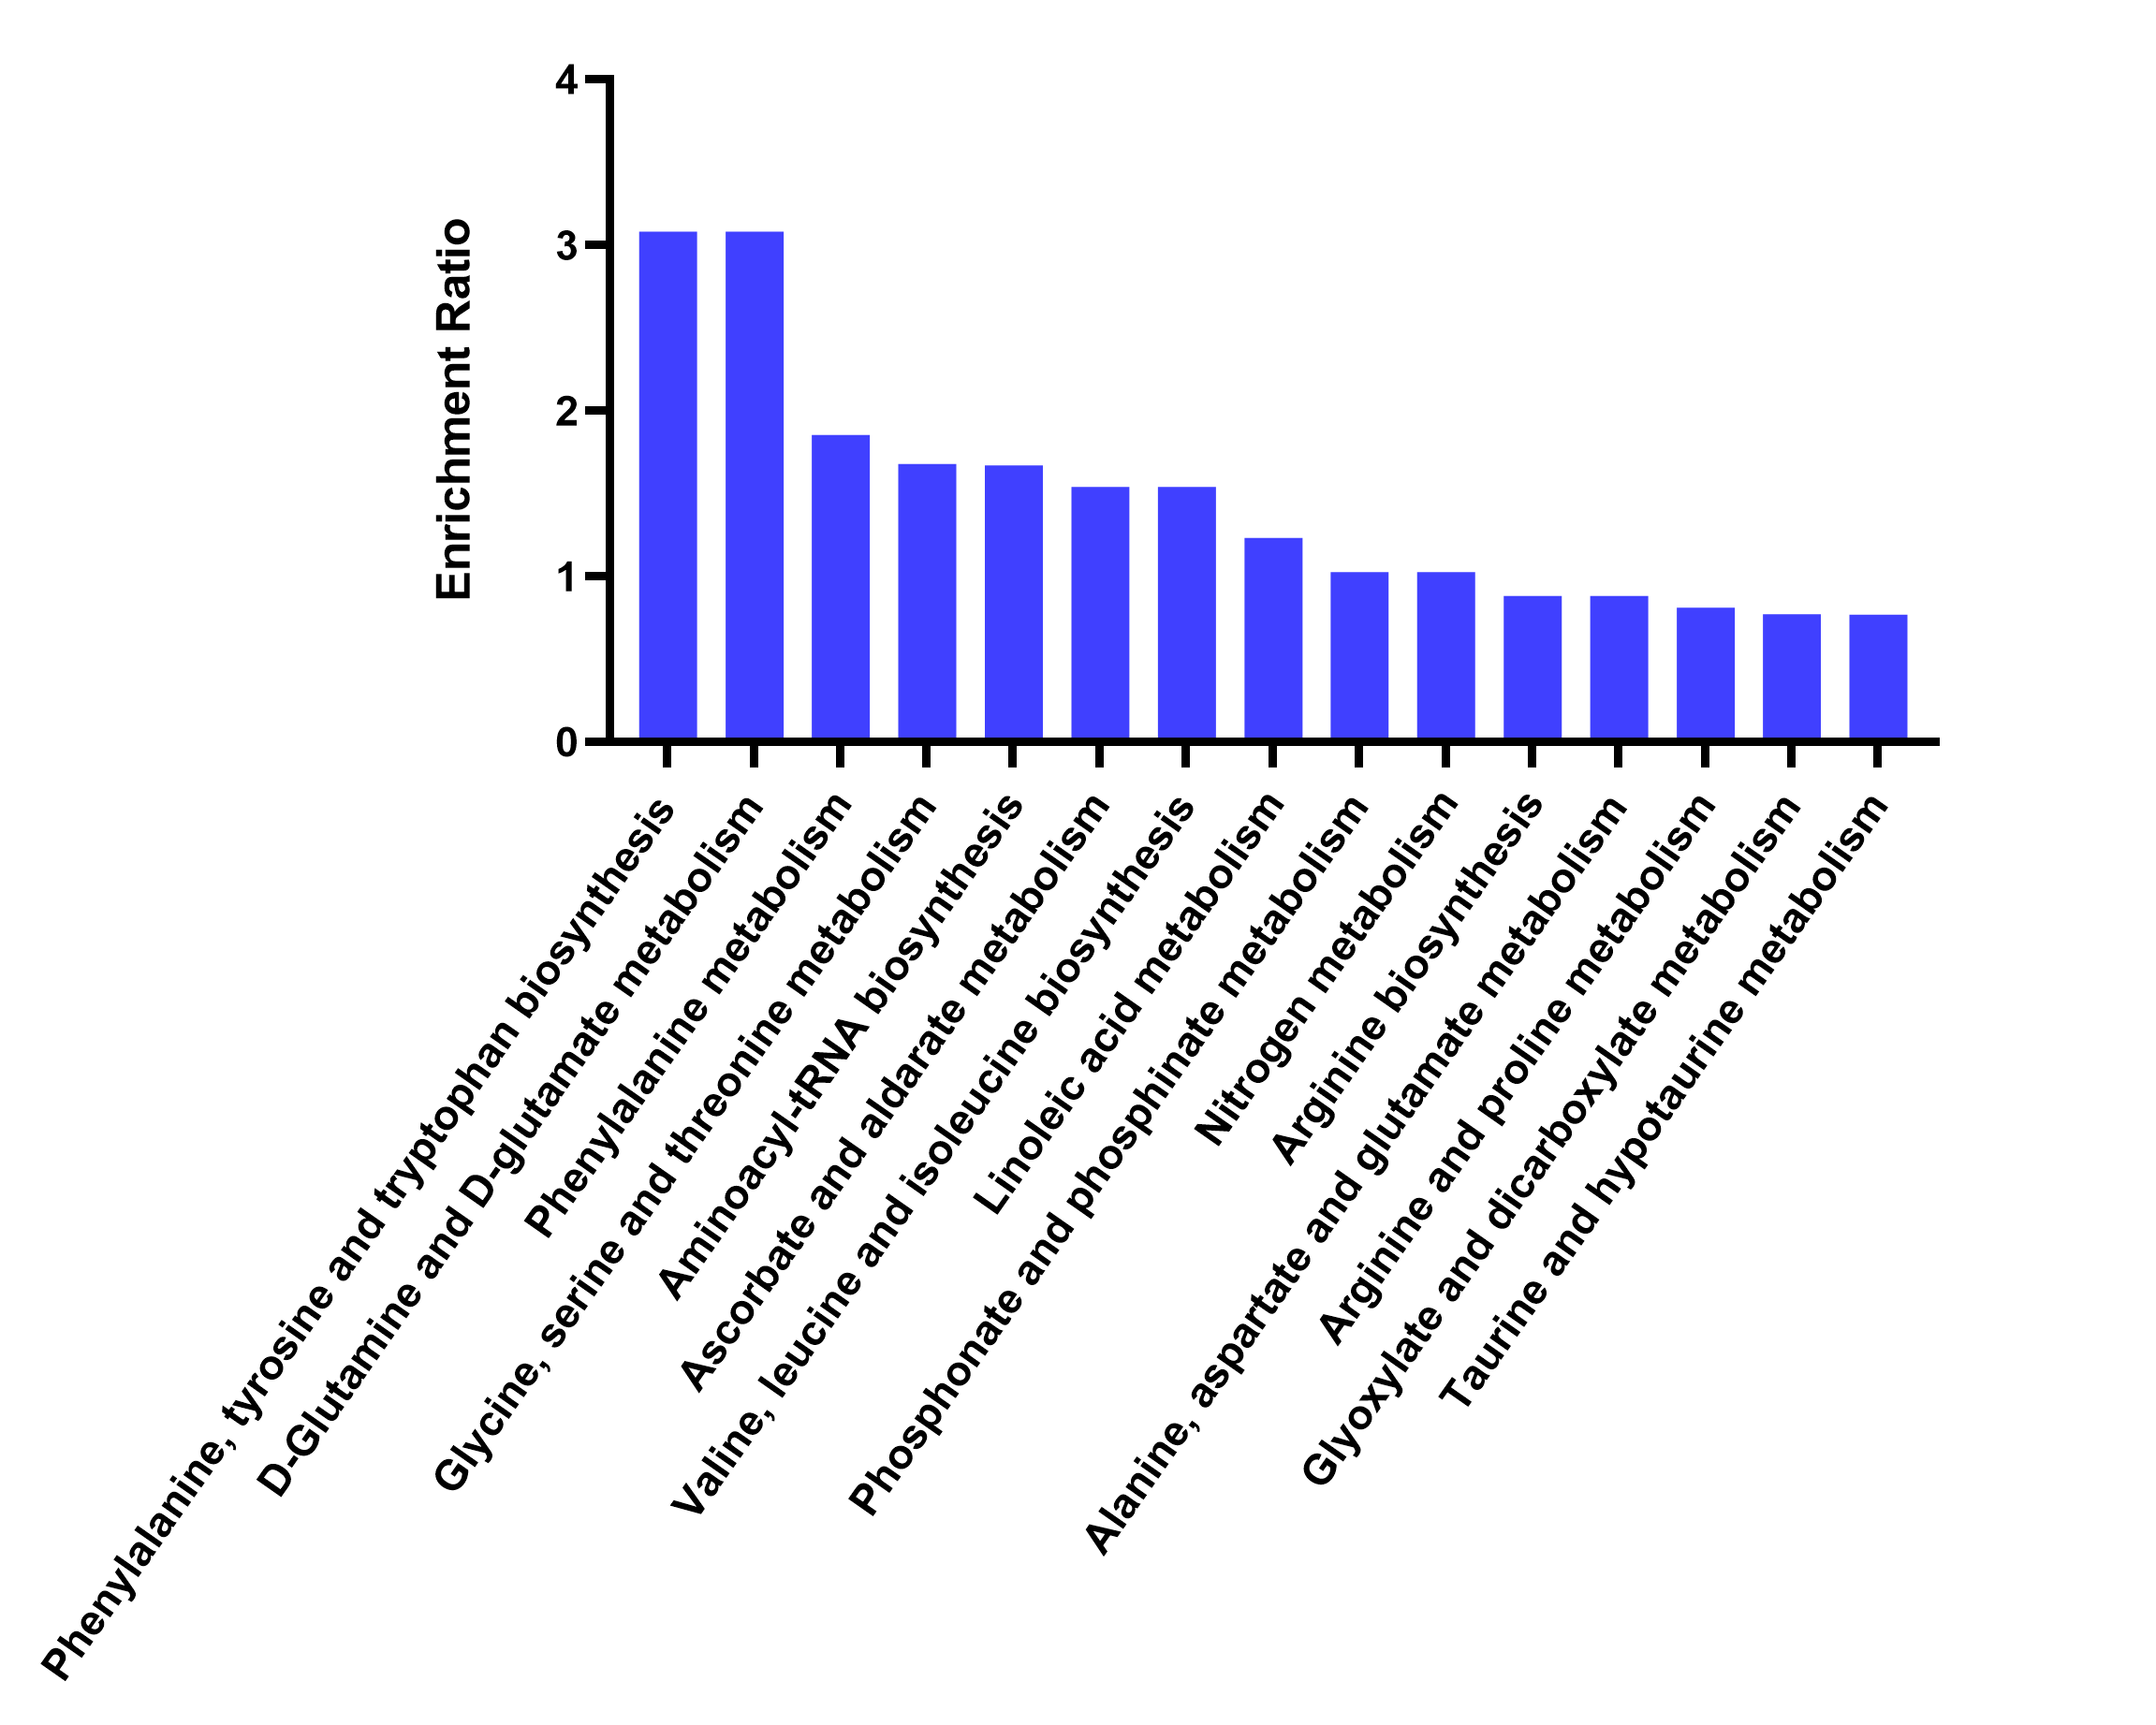 4
3
2
1
0
Enrichment Ratio
Phenylalanine, tyrosine and tryptophan biosynthesis
D-Glutamine and D-glutamate metabolism
Phenylalanine metabolism
Glycine, serine and threonine metabolism
Aminoacyl-tRNA biosynthesis
Ascorbate and aldarate metabolism
Valine, leucine and isoleucine biosynthesis
Linoleic acid metabolism
Phosphonate and phosphinate metabolism
Nitrogen metabolism
Arginine biosynthesis
Alanine, aspartate and glutamate metabolism
Arginine and proline metabolism
Glyoxylate and dicarboxylate metabolism
Taurine and hypotaurine metabolism